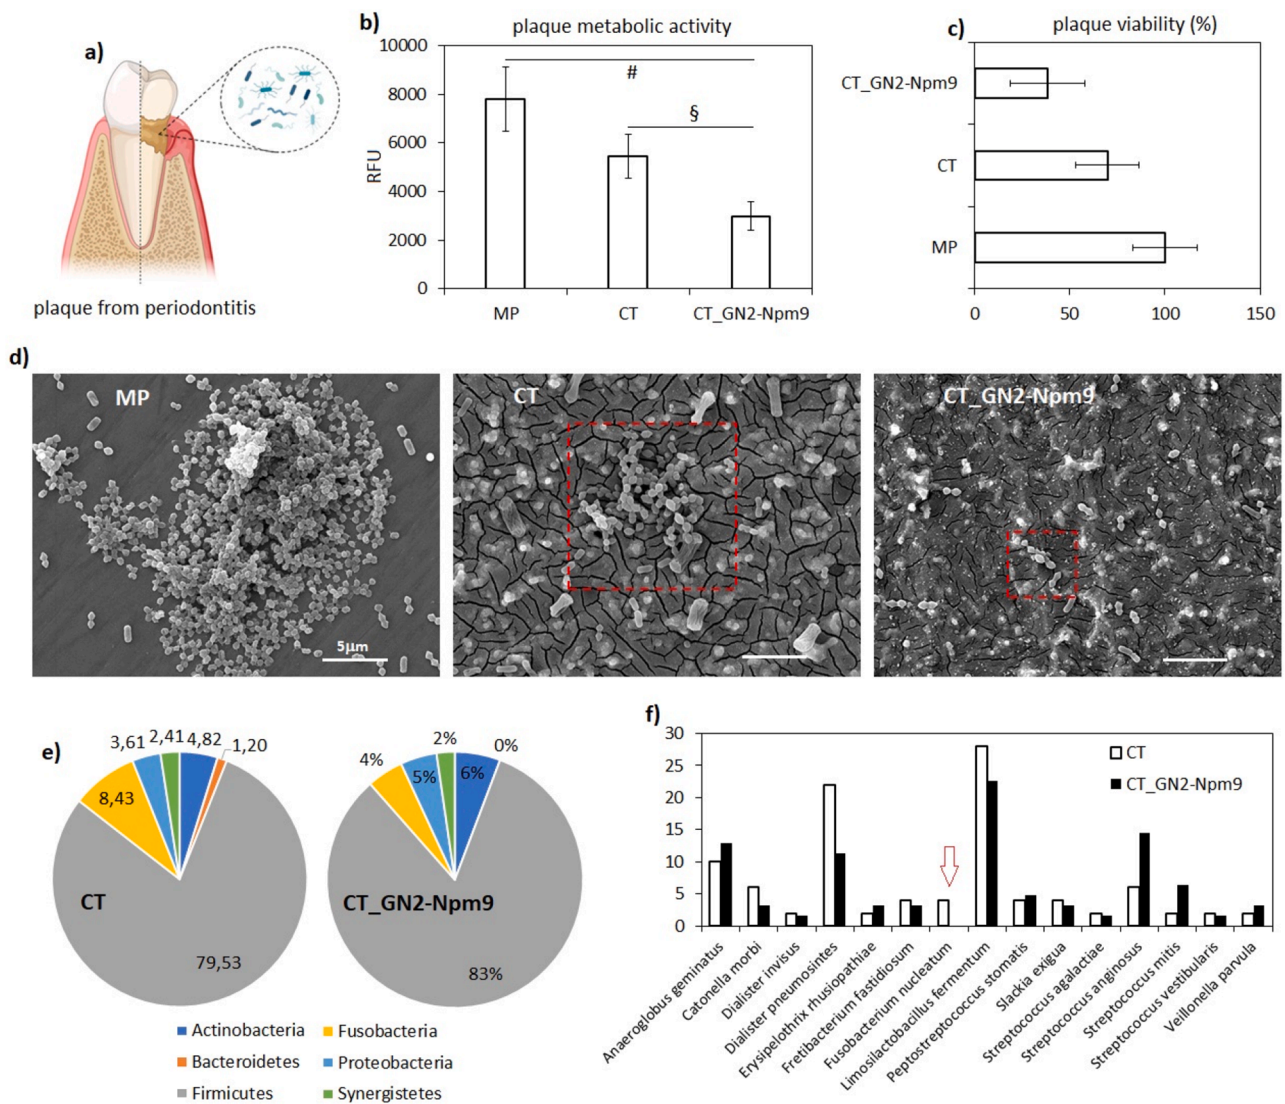 a)
plaque from periodontitis
b)
plaque metabolic activity
10000
8000
6000
4000
2000
0
RFU
#
§
MP
CT
CT_GN2-Npm9
c)
plaque viability (%)
CT_GN2-Npm9
CT
MP
0
50
100
150
d)
MP
5µm
CT
CT_GN2-Npm9
e)
3,61
2,41
4,82
1,20
8,43
CT
79,53
4%
5%
2%
6%
0%
CT_GN2-Npm9
83%
Actinobacteria
Fusobacteria
Bacteroidetes
Proteobacteria
Firmicutes
Synergistetes
f)
30
25
20
15
10
5
0
CT
CT_GN2-Npm9
Anaeroglobus geminatus
Catonella morbi
Dialister invisus
Dialister pneumosintes
Erysipelothrix rhusiopathiae
Fretibacterium fastidiosum
Fusobacterium nucleatum
Limosilactobacillus fermentum
Peptostreptococcus stomatis
Slackia exigua
Streptococcus agalactiae
Streptococcus anginosus
Streptococcus mitis
Streptococcus vestibularis
Veillonella parvula